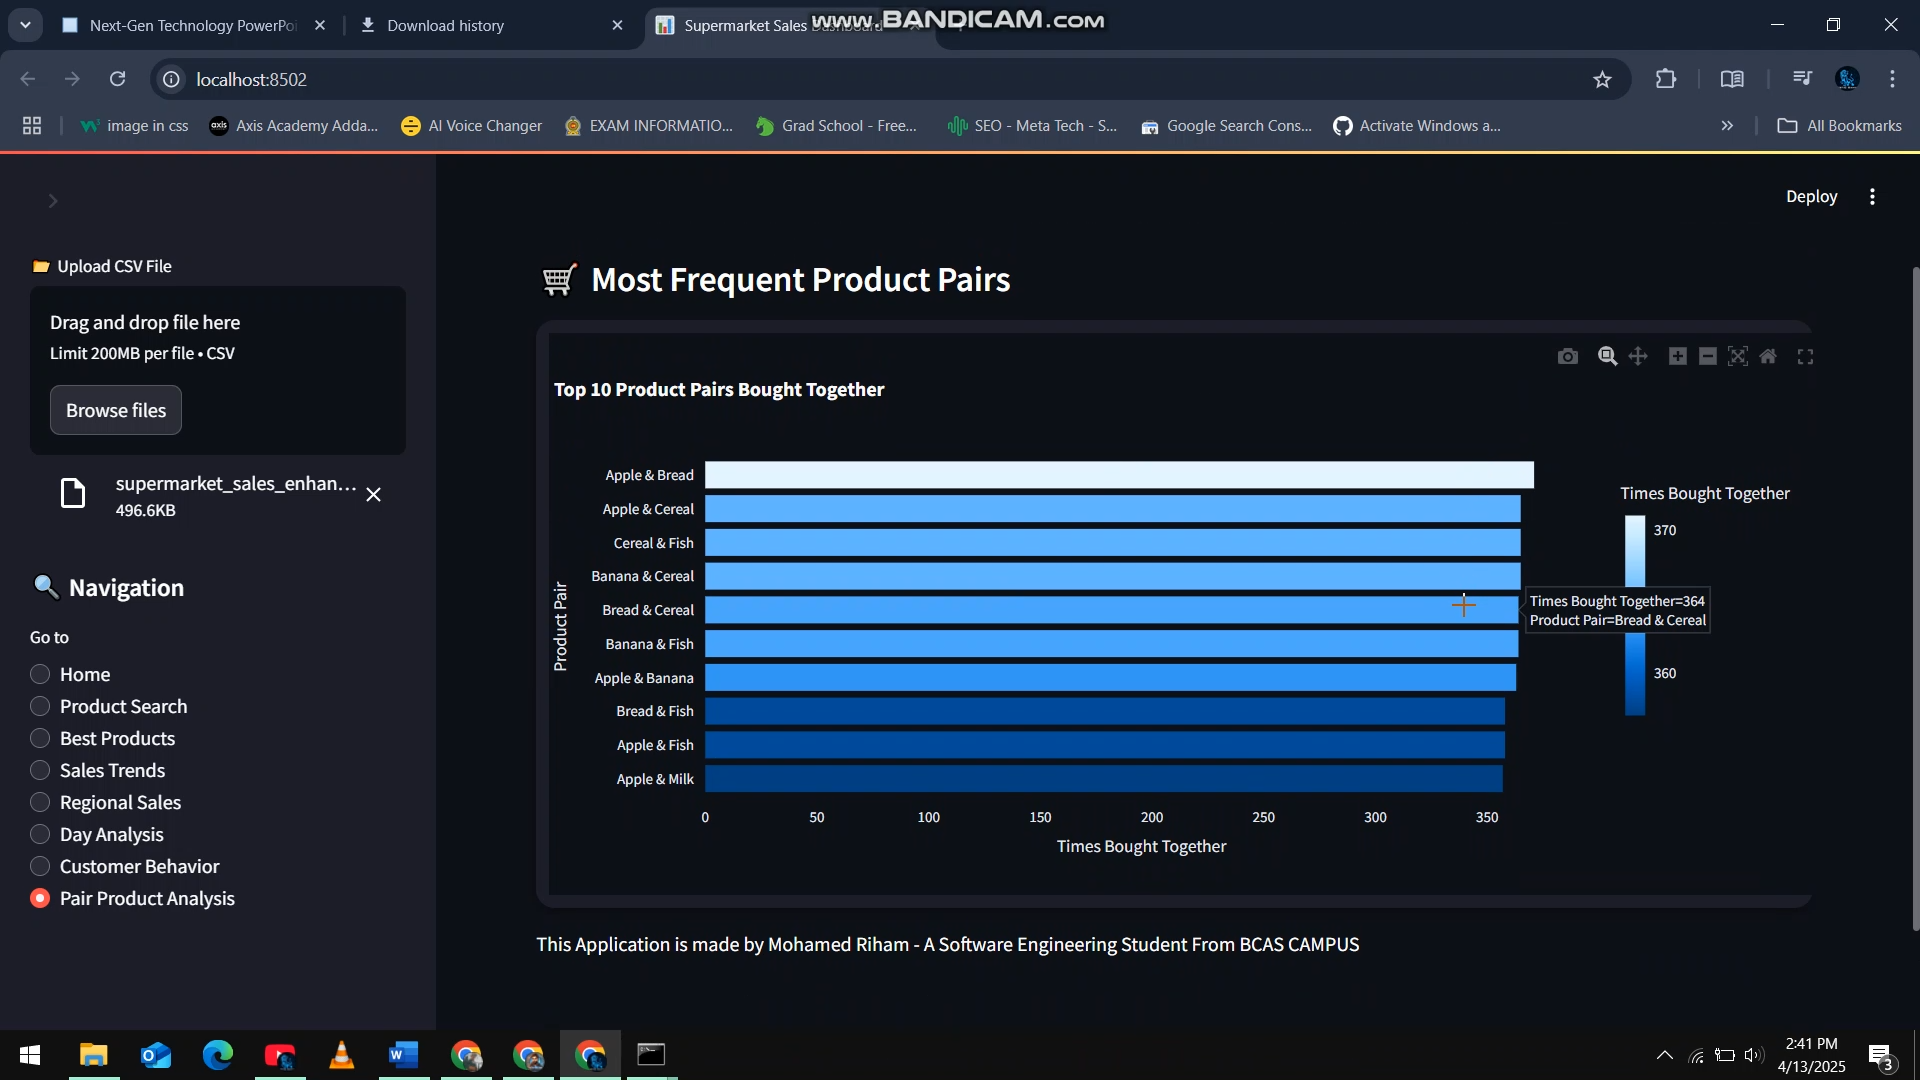 Next-Gen Technology PowerPoi
Download history
Supermarket Sales Dashboard
www.BANDICAM.com
localhost:8502
image in css
Axis Academy Adda...
AI Voice Changer
EXAM INFORMATIO...
Grad School - Free...
SEO - Meta Tech - S...
Google Search Cons...
Activate Windows a...
All Bookmarks
Deploy
Upload CSV File
Drag and drop file here
Limit 200MB per file • CSV
Browse files
supermarket_sales_enhan...
496.6KB
Navigation
Go to
Home
Product Search
Best Products
Sales Trends
Regional Sales
Day Analysis
Customer Behavior
Pair Product Analysis
Most Frequent Product Pairs
Top 10 Product Pairs Bought Together
Product Pair
Apple & Bread
Apple & Cereal
Cereal & Fish
Banana & Cereal
Bread & Cereal
Banana & Fish
Apple & Banana
Bread & Fish
Apple & Fish
Apple & Milk
0 50 100 150 200 250 300 350
Times Bought Together
Times Bought Together
370
360
Times Bought Together=364
Product Pair=Bread & Cereal
This Application is made by Mohamed Riham - A Software Engineering Student From BCAS CAMPUS
2:41 PM
4/13/2025
3